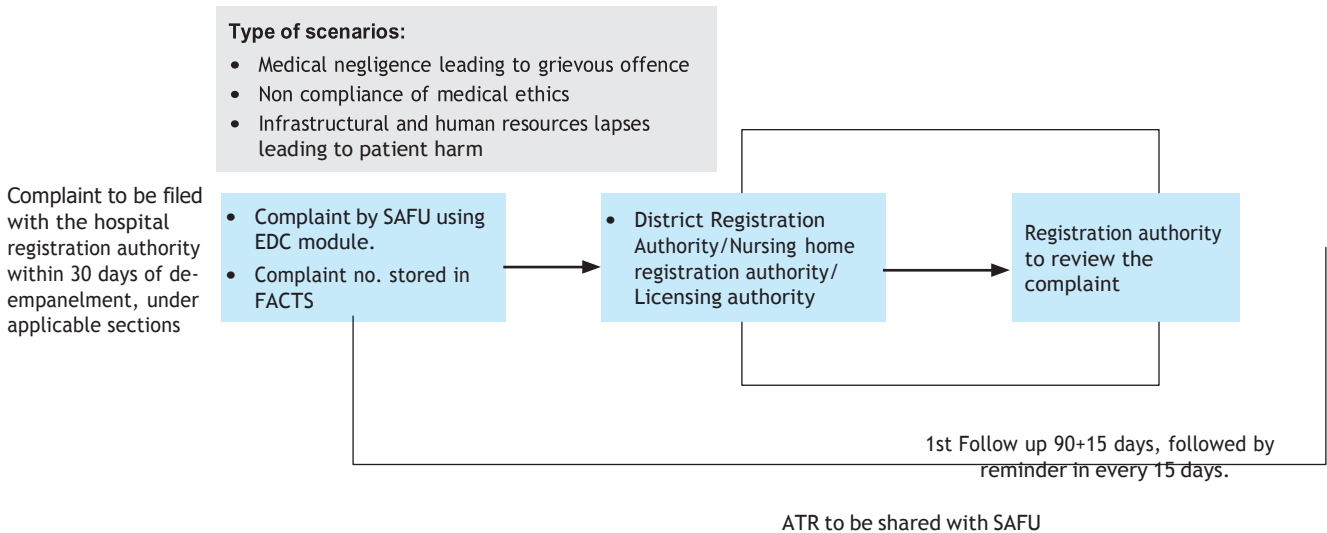 Type of scenarios:
• Medical negligence leading to grievous offence
• Non compliance of medical ethics
• Infrastructural and human resources lapses
leading to patient harm
Complaint to be filed
with the hospital
registration authority
within 30 days of de-
empanelment, under
applicable sections
• Complaint by SAFU using
EDC module.
• Complaint no. stored in
FACTS
• District Registration
Authority/Nursing home
registration authority/
Licensing authority
Registration authority
to review the
complaint
1st Follow up 90+15 days, followed by
reminder in every 15 days.
ATR to be shared with SAFU